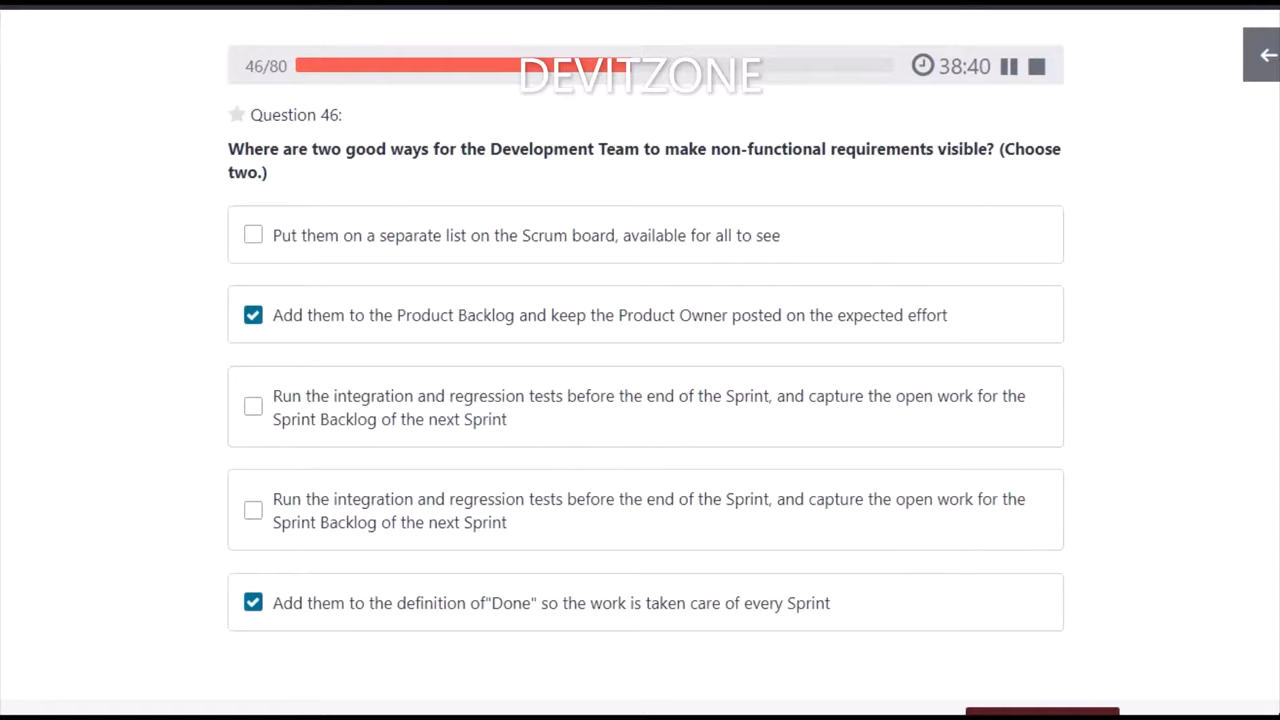 46/80
DEVITZONE
38:40
Question 46:
Where are two good ways for the Development Team to make non-functional requirements visible? (Choose
two.)
Put them on a separate list on the Scrum board, available for all to see
Add them to the Product Backlog and keep the Product Owner posted on the expected effort
Run the integration and regression tests before the end of the Sprint, and capture the open work for the
Sprint Backlog of the next Sprint
Run the integration and regression tests before the end of the Sprint, and capture the open work for the
Sprint Backlog of the next Sprint
Add them to the definition of"Done" so the work is taken care of every Sprint